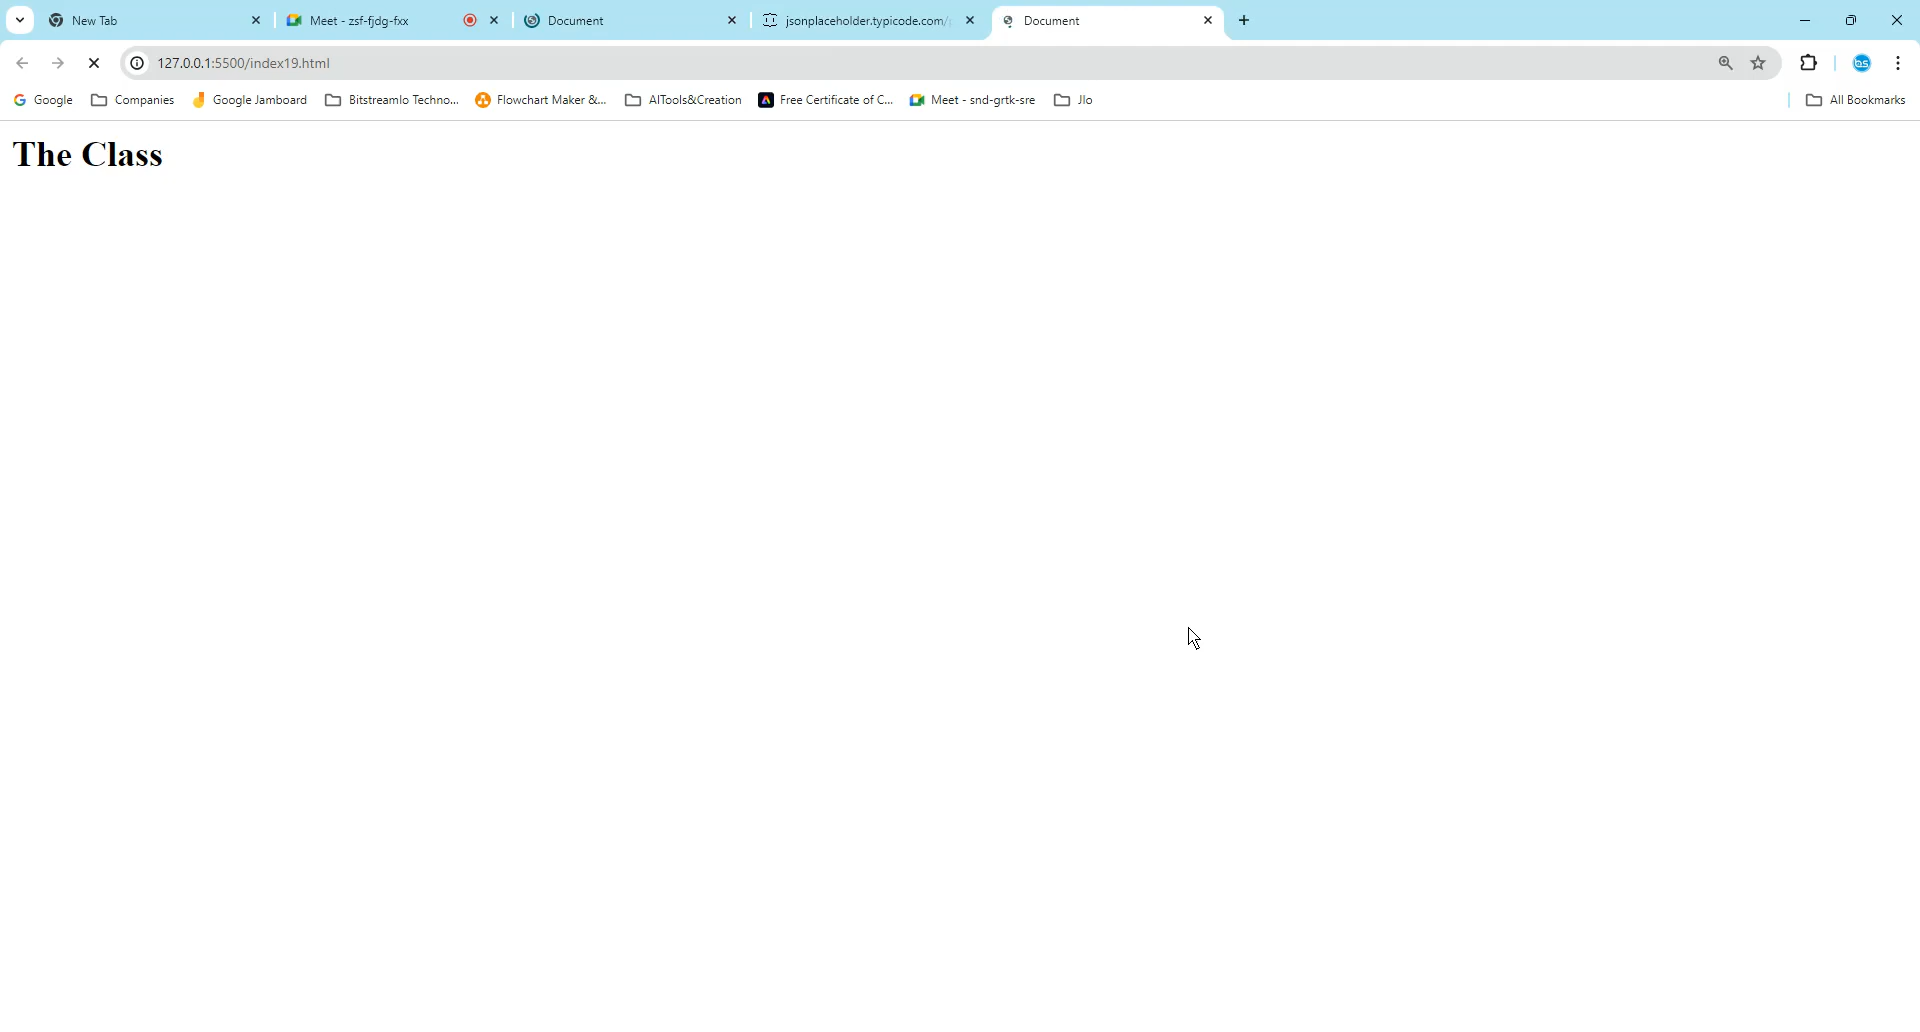 New Tab
Meet - zsf-fjdg-fxx
Document
jsonplaceholder.typicode.com/
Document
127.0.0.1:5500/index19.html
Google
Companies
Google Jamboard
Bitstreamlo Techno...
Flowchart Maker &...
AITools&Creation
Free Certificate of C...
Meet - snd-grtk-sre
Jlo
All Bookmarks
The Class